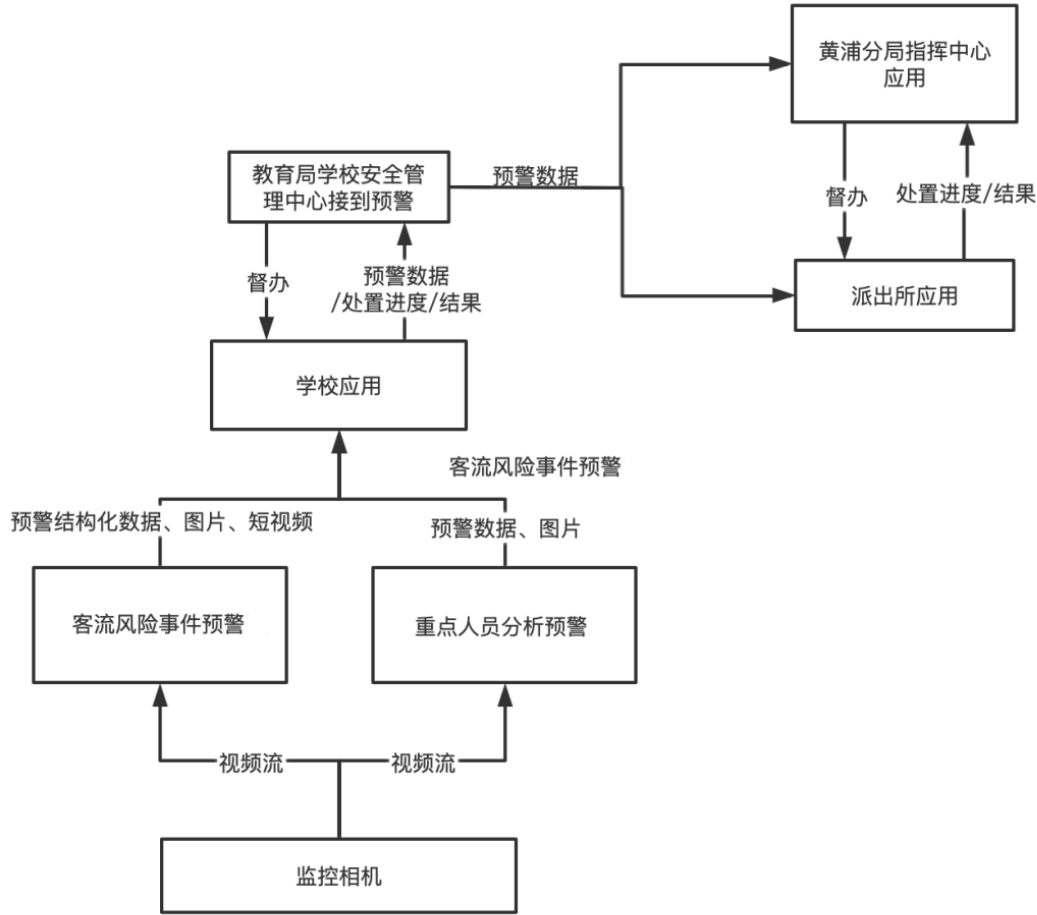 黄浦分局指挥中心
应用
教育局学校安全管
理中心接到预警
预警数据
督办
处置进度/结果
督办
预警数据
/处置进度/结果
派出所应用
学校应用
客流风险事件预警
预警结构化数据、图片、短视频
预警数据、图片
客流风险事件预警
重点人员分析预警
视频流
视频流
监控相机